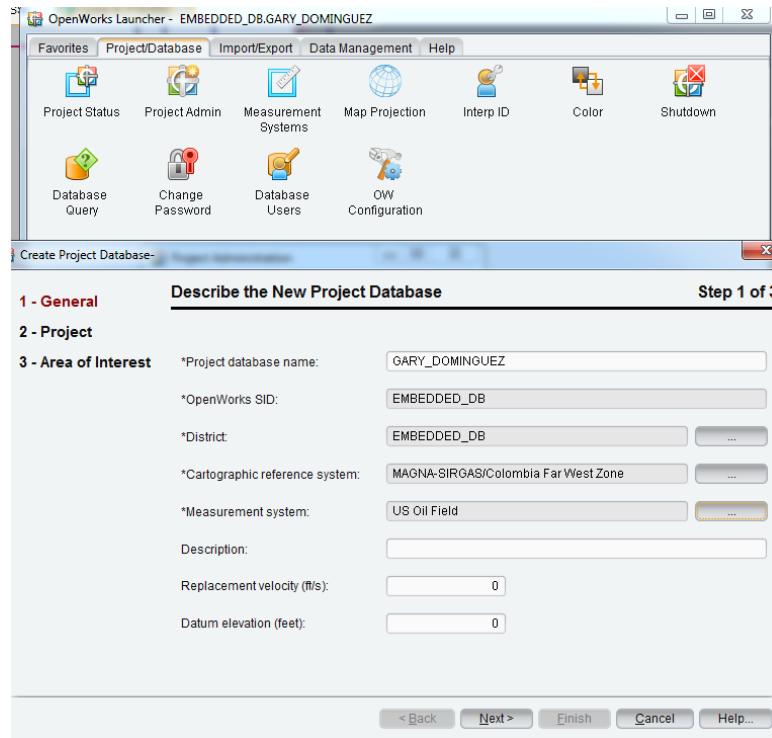 OpenWorks Launcher - EMBEDDED_DB.GARY_DOMINGUEZ
Favorites Project/Database Import/Export Data Management Help
Project Status Project Admin Measurement Systems Map Projection Interp ID Color Shutdown
Database Query Change Password Database Users OW Configuration
Create Project Database-
1 - General
2 - Project
3 - Area of Interest
Describe the New Project Database Step 1 of 3
*Project database name: GARY_DOMINGUEZ
*OpenWorks SID: EMBEDDED_DB
*District: EMBEDDED_DB ...
*Cartographic reference system: MAGNA-SIRGAS/Colombia Far West Zone ...
*Measurement system: US Oil Field ...
Description:
Replacement velocity (ft/s): 0
Datum elevation (feet): 0
< Back Next > Finish Cancel Help...